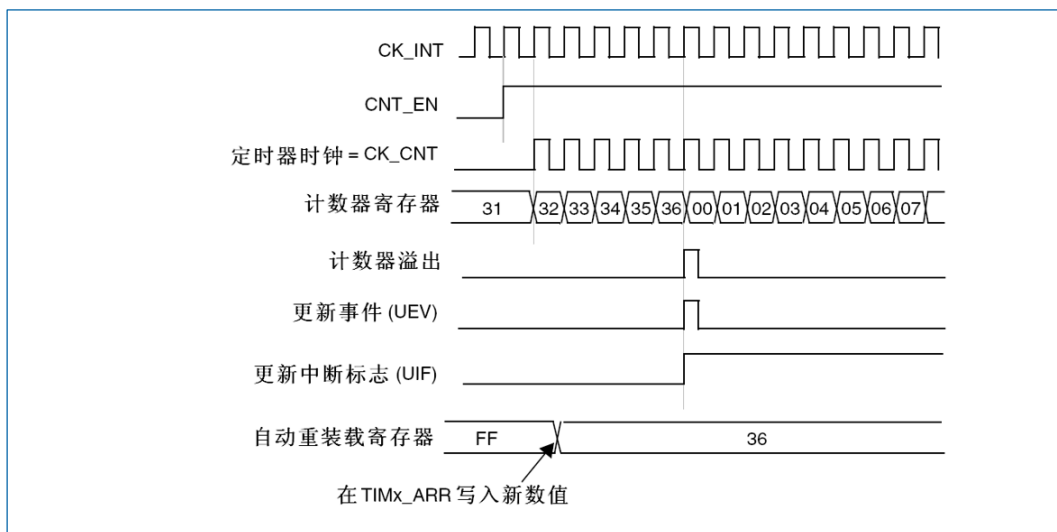 CK_INT
CNT_EN
定时器时钟 = CK_CNT
计数器寄存器 31 32 33 34 35 36 00 01 02 03 04 05 06 07
计数器溢出
更新事件 (UEV)
更新中断标志 (UIF)
自动重装载寄存器 FF 36
在 TIMx_ARR 写入新数值